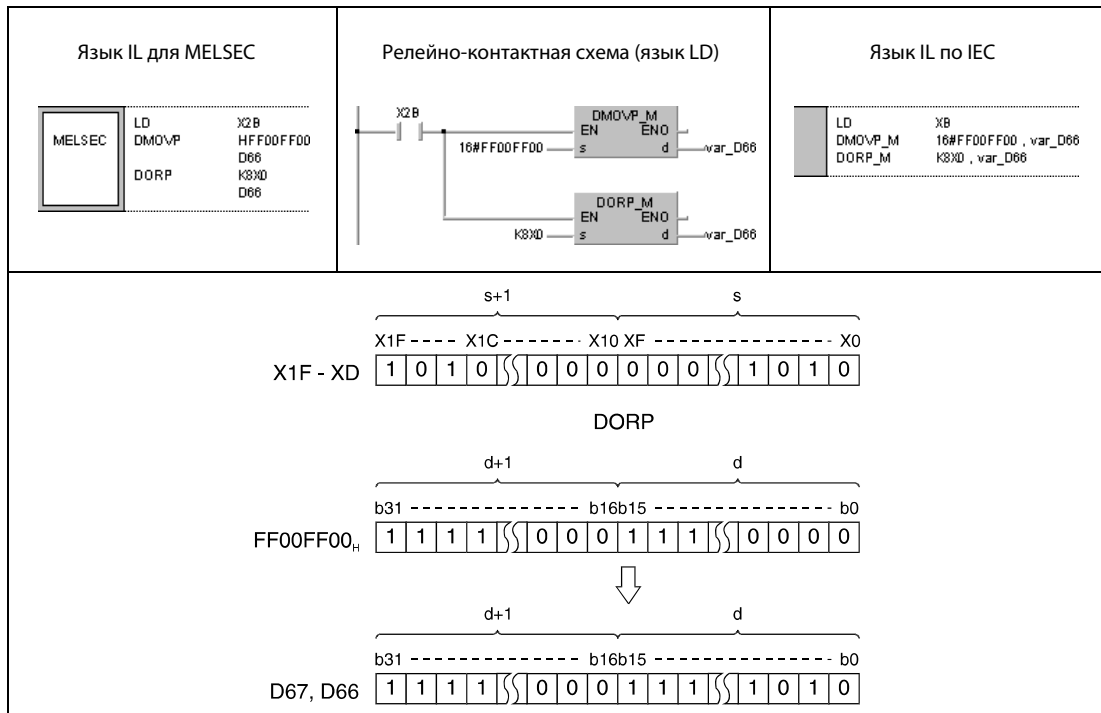 Язык IL для MELSEC
Релейно-контактная схема (язык LD)
Язык IL по IEC
MELSEC
LD X2B
DMOVP HFF00FF00
D66
DORP K8X0
D66
X2B
DMOVP_M
EN ENO
16#FF00FF00 s d var_D66
DORP_M
EN ENO
K8X0 s d var_D66
LD XB
DMOVP_M 16#FF00FF00 , var_D66
DORP_M K8X0 , var_D66
s+1 s
X1F ---- X1C ------- X10 XF ------------- X0
X1F - XD 1 0 1 0 0 0 0 0 0 0 1 0 1 0
DORP
d+1 d
b31 --------------- b16b15 --------------- b0
FF00FF00H 1 1 1 1 0 0 0 1 1 1 0 0 0 0
d+1 d
b31 --------------- b16b15 --------------- b0
D67, D66 1 1 1 1 0 0 0 1 1 1 1 0 1 0